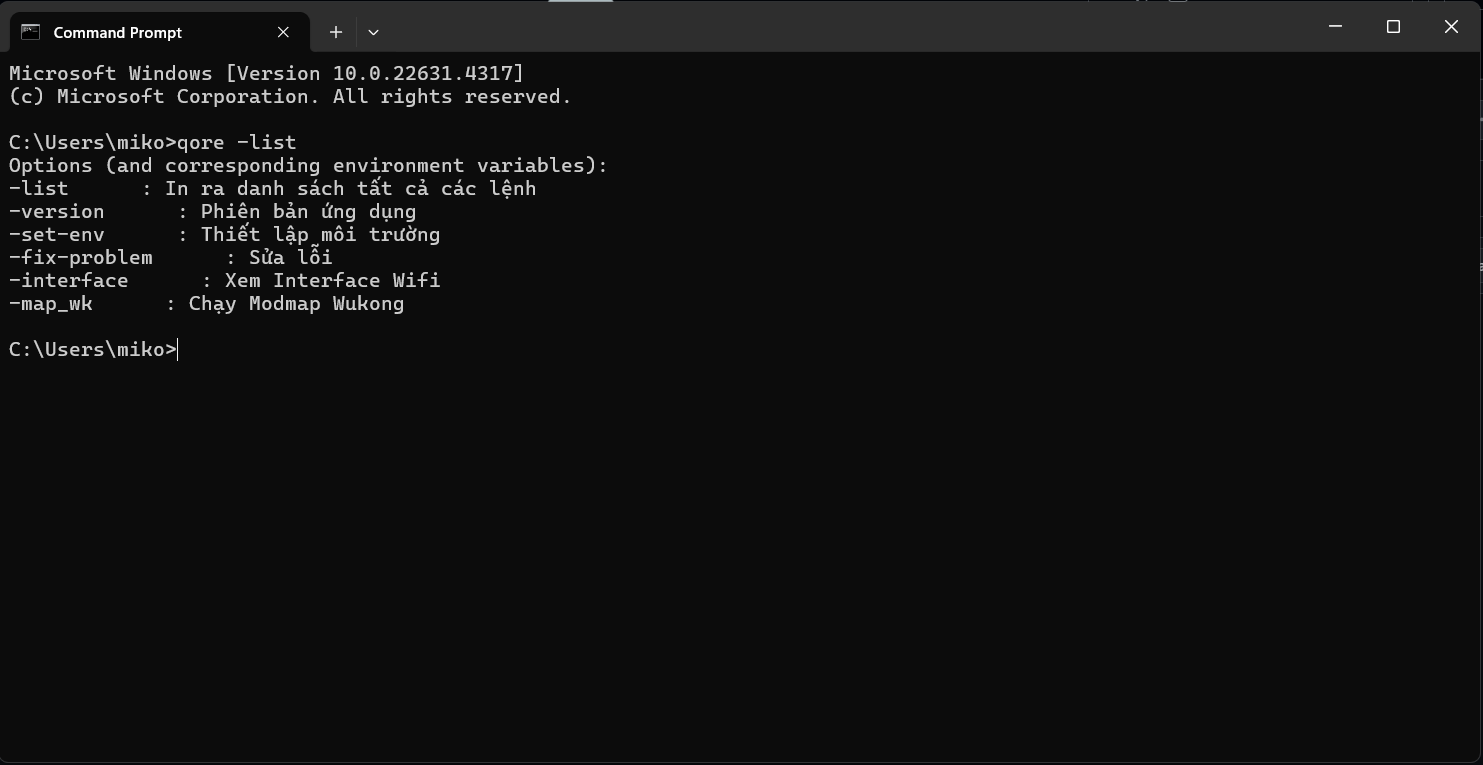 Command Prompt
Microsoft Windows [Version 10.0.22631.4317]
(c) Microsoft Corporation. All rights reserved.
C:\Users\miko>qore -list
Options (and corresponding environment variables):
-list      : In ra danh sách tất cả các lệnh
-version      : Phiên bản ứng dụng
-set-env      : Thiết lập môi trường
-fix-problem      : Sửa lỗi
-interface      : Xem Interface Wifi
-map_wk      : Chạy Modmap Wukong
C:\Users\miko>